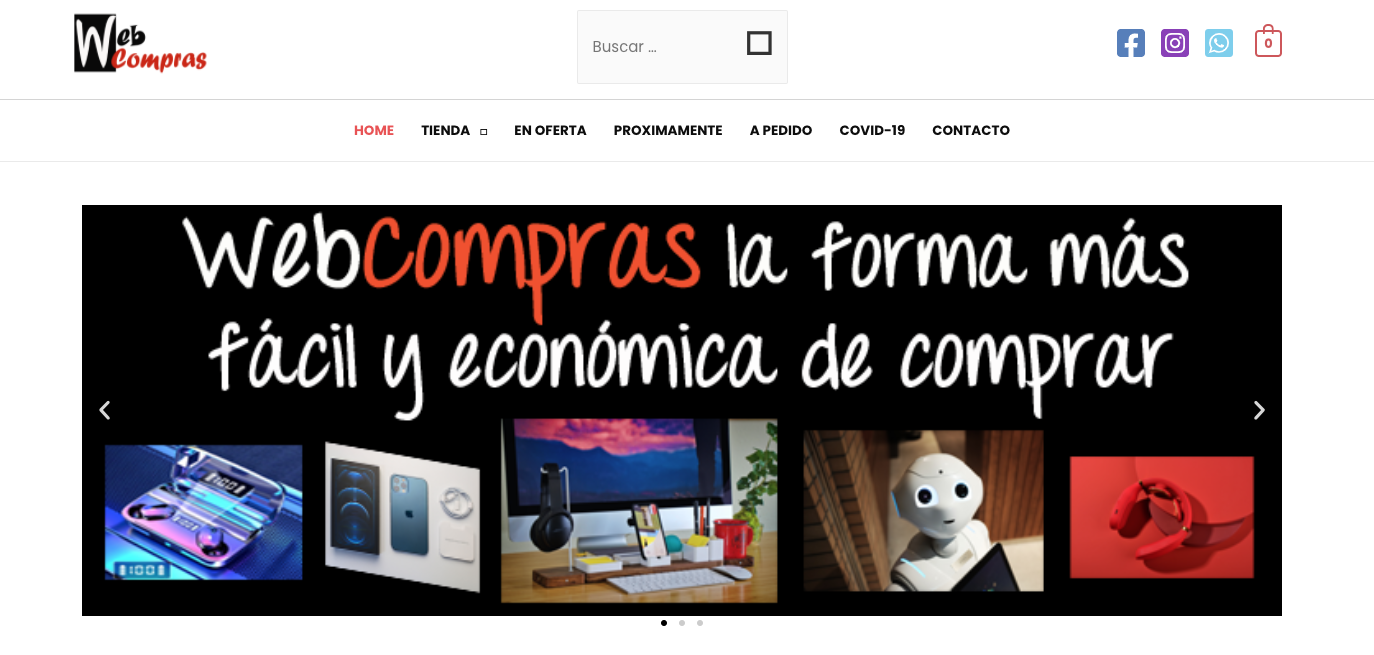 Web
Compras
Buscar ...
0
HOME TIENDA EN OFERTA PROXIMAMENTE A PEDIDO COVID-19 CONTACTO
WebCompras la forma más
fácil y económica de comprar